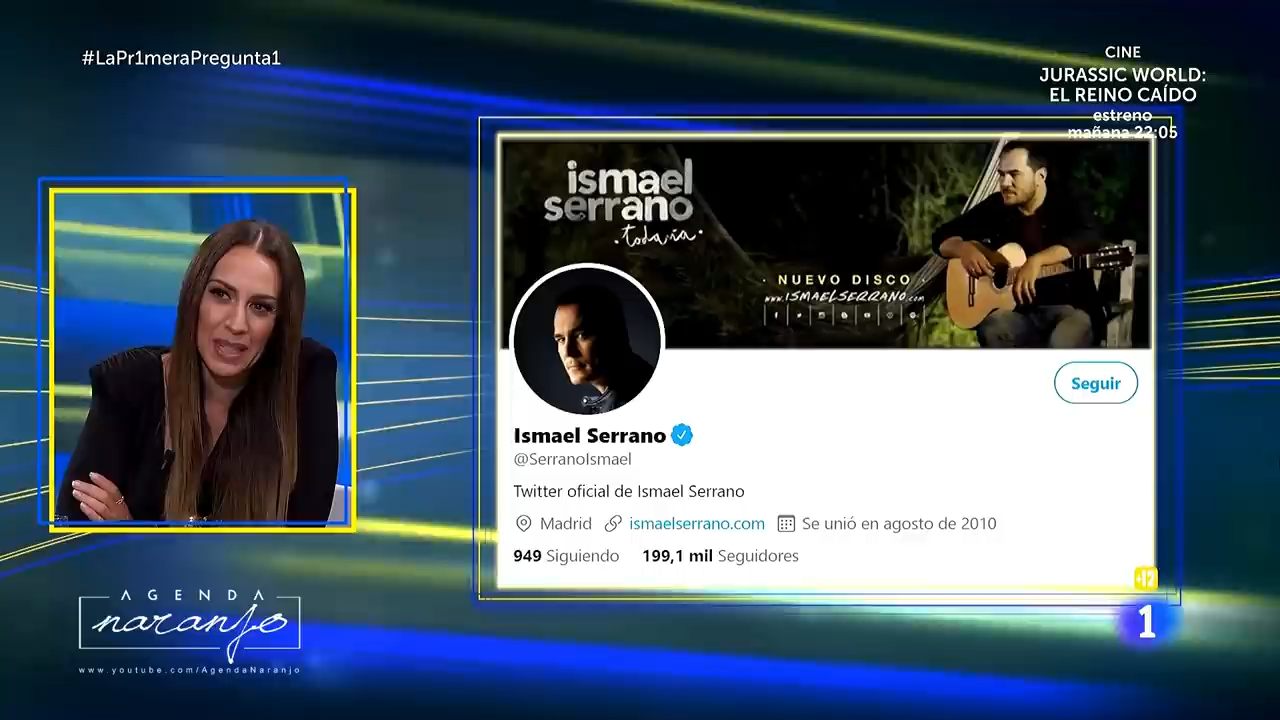 #LaPr1meraPregunta1
CINE
JURASSIC WORLD:
EL REINO CAÍDO
estreno
mañana 22:05
ismael
serrano
·todavía·
· NUEVO DISCO ·
www.ISMAELSERRANO.com
Seguir
Ismael Serrano
@SerranoIsmael
Twitter oficial de Ismael Serrano
Madrid ismaelserrano.com Se unió en agosto de 2010
949 Siguiendo 199,1 mil Seguidores
+12
1
AGENDA
naranjo
www.youtube.com/AgendaNaranjo